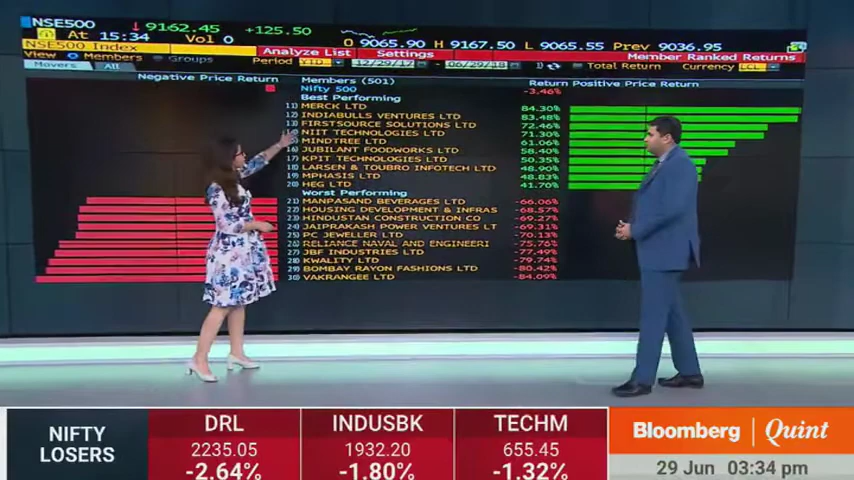 NSE500 ↓ 9162.45 +125.50
At 15:34 Vol 0 O 9065.90 H 9167.50 L 9065.55 Prev 9036.95
NSE500 Index Analyze List Settings Member Ranked Returns
View Members Groups Period YTD 12/29/17 - 06/29/18 Total Return Currency LCL
Movers All
Negative Price Return Members (501) Return Positive Price Return
Nifty 500 -3.46%
Best Performing
11) MERCK LTD 84.30%
12) INDIABULLS VENTURES LTD 83.48%
13) FIRSTSOURCE SOLUTIONS LTD 72.46%
NIIT TECHNOLOGIES LTD 71.30%
MINDTREE LTD 61.06%
16) JUBILANT FOODWORKS LTD 58.40%
17) KPIT TECHNOLOGIES LTD 50.35%
18) LARSEN & TOUBRO INFOTECH LTD 48.90%
19) MPHASIS LTD 48.83%
20) HEG LTD 41.70%
Worst Performing
21) MANPASAND BEVERAGES LTD -66.06%
22) HOUSING DEVELOPMENT & INFRAS -68.57%
23) HINDUSTAN CONSTRUCTION CO -69.27%
24) JAIPRAKASH POWER VENTURES LT -69.31%
25) PC JEWELLER LTD -70.13%
26) RELIANCE NAVAL AND ENGINEERI -75.76%
27) JBF INDUSTRIES LTD -77.49%
28) KWALITY LTD -79.74%
29) BOMBAY RAYON FASHIONS LTD -80.42%
30) VAKRANGEE LTD -84.09%
NIFTY LOSERS
DRL
2235.05
-2.64%
INDUSBK
1932.20
-1.80%
TECHM
655.45
-1.32%
Bloomberg | Quint
29 Jun 03:34 pm